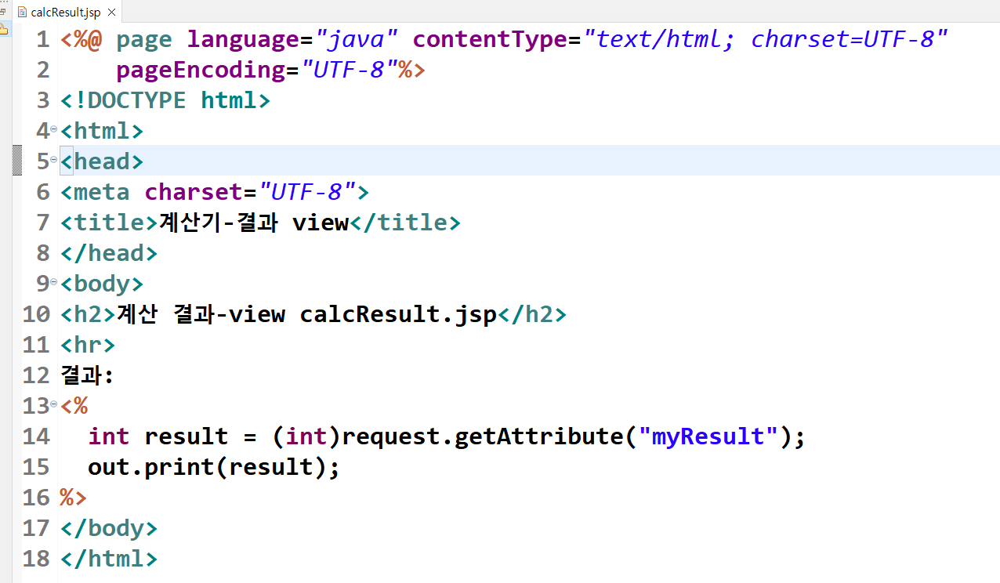 calcResult.jsp
1 <%@ page language="java" contentType="text/html; charset=UTF-8"
2     pageEncoding="UTF-8"%>
3 <!DOCTYPE html>
4 <html>
5 <head>
6 <meta charset="UTF-8">
7 <title>계산기-결과 view</title>
8 </head>
9 <body>
10 <h2>계산 결과-view calcResult.jsp</h2>
11 <hr>
12 결과:
13 <%
14   int result = (int)request.getAttribute("myResult");
15   out.print(result);
16 %>
17 </body>
18 </html>